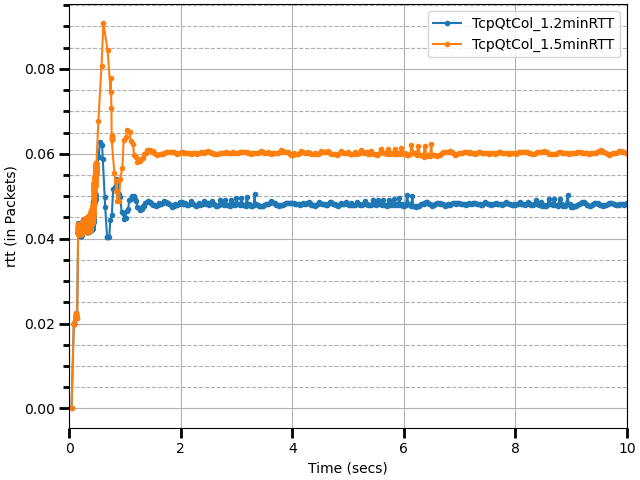 TcpQtCol_1.2minRTT
TcpQtCol_1.5minRTT
rtt (in Packets)
0.08
0.06
0.04
0.02
0.00
0 2 4 6 8 10
Time (secs)